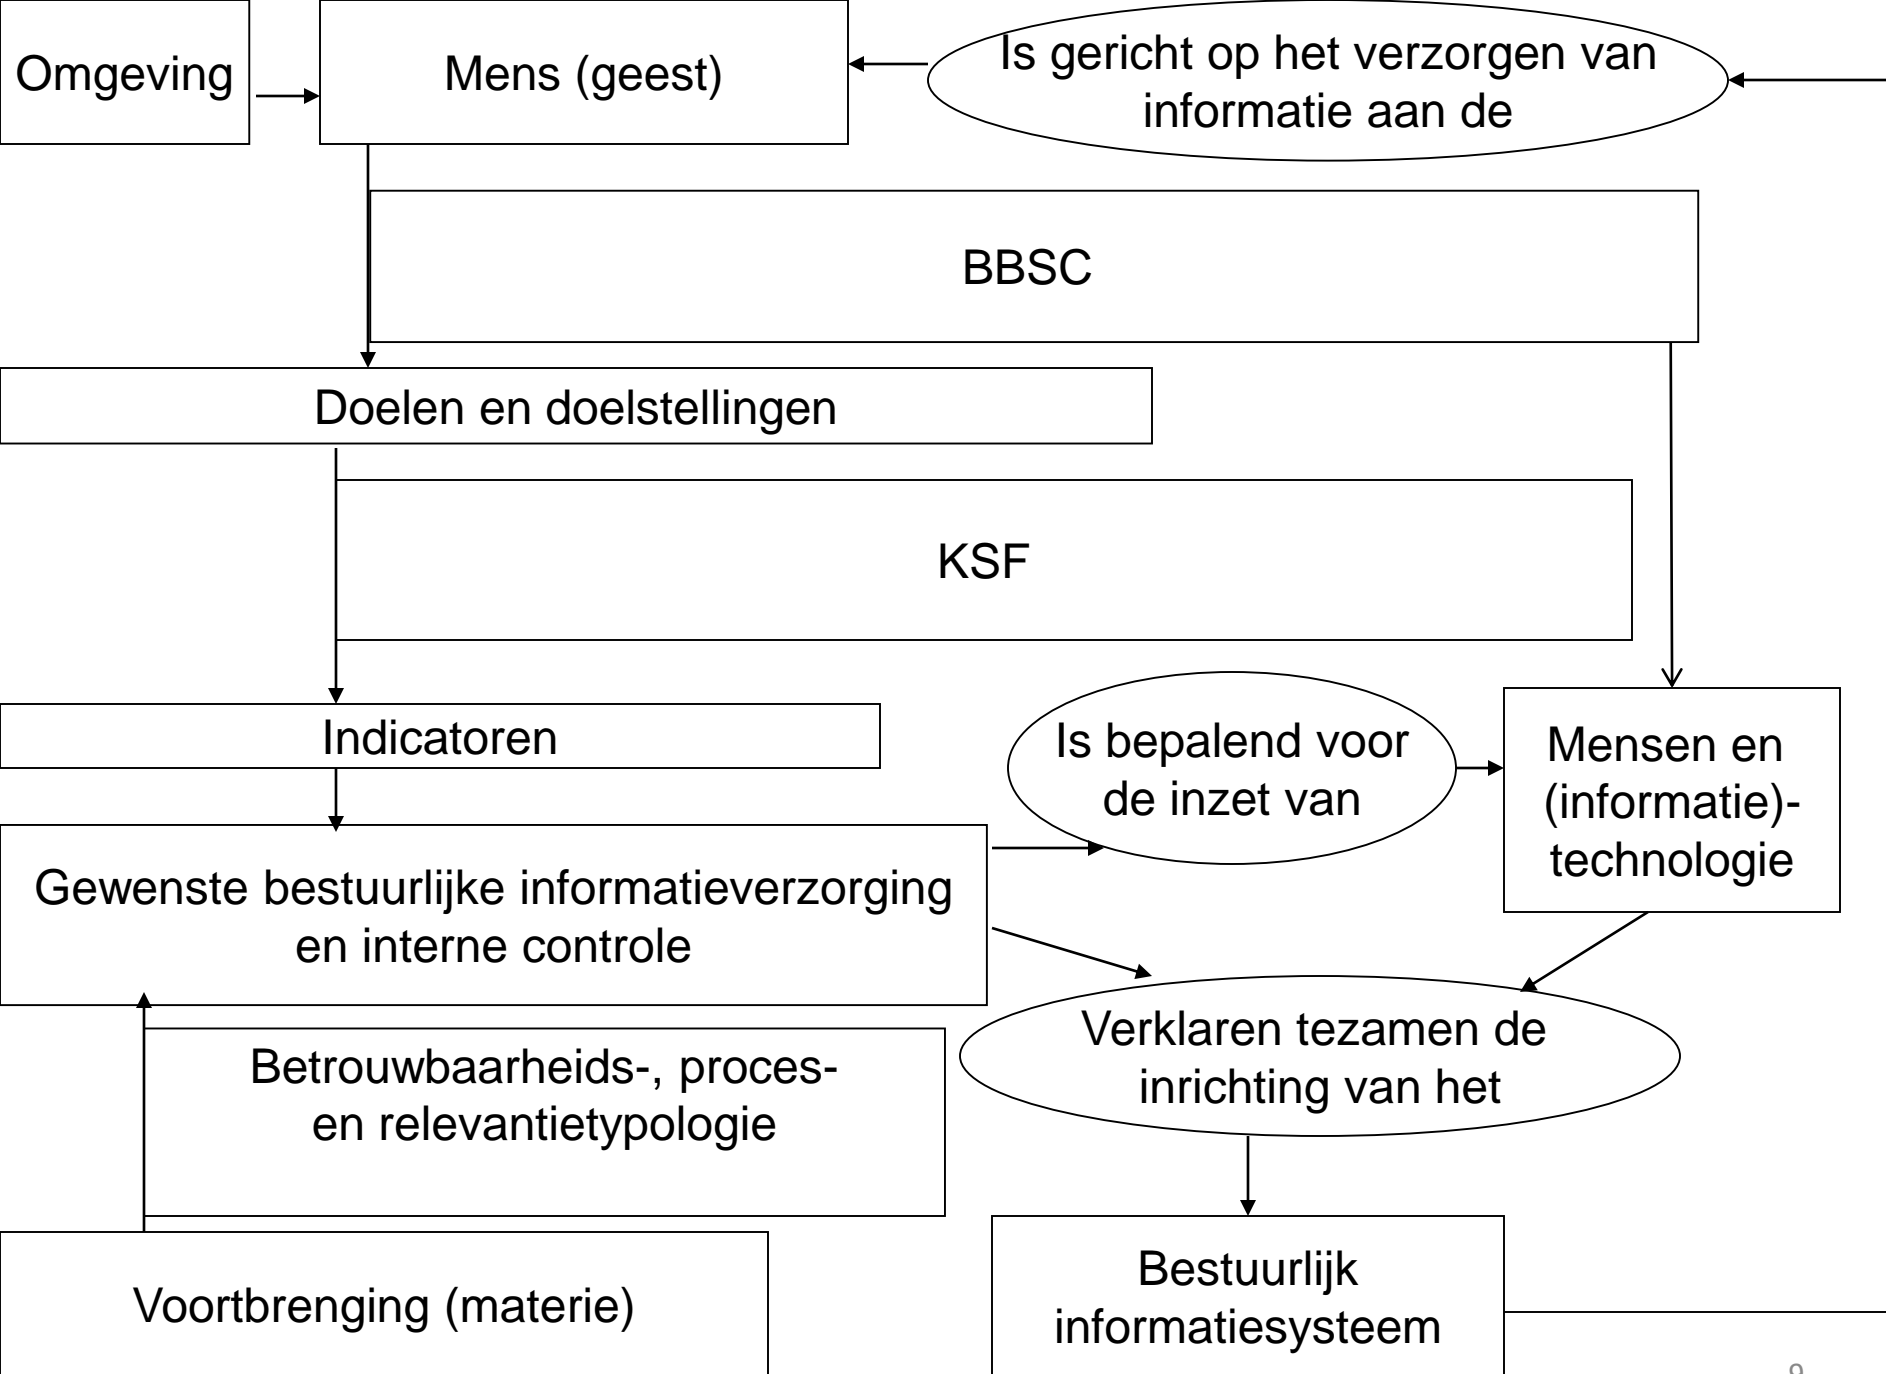 Omgeving
Mens (geest)
Is gericht op het verzorgen van
informatie aan de
BBSC
Doelen en doelstellingen
KSF
Indicatoren
Is bepalend voor
de inzet van
Mensen en
(informatie)-
technologie
Gewenste bestuurlijke informatieverzorging
en interne controle
Verklaren tezamen de
inrichting van het
Betrouwbaarheids-, proces-
en relevantietypologie
Voortbrenging (materie)
Bestuurlijk
informatiesysteem